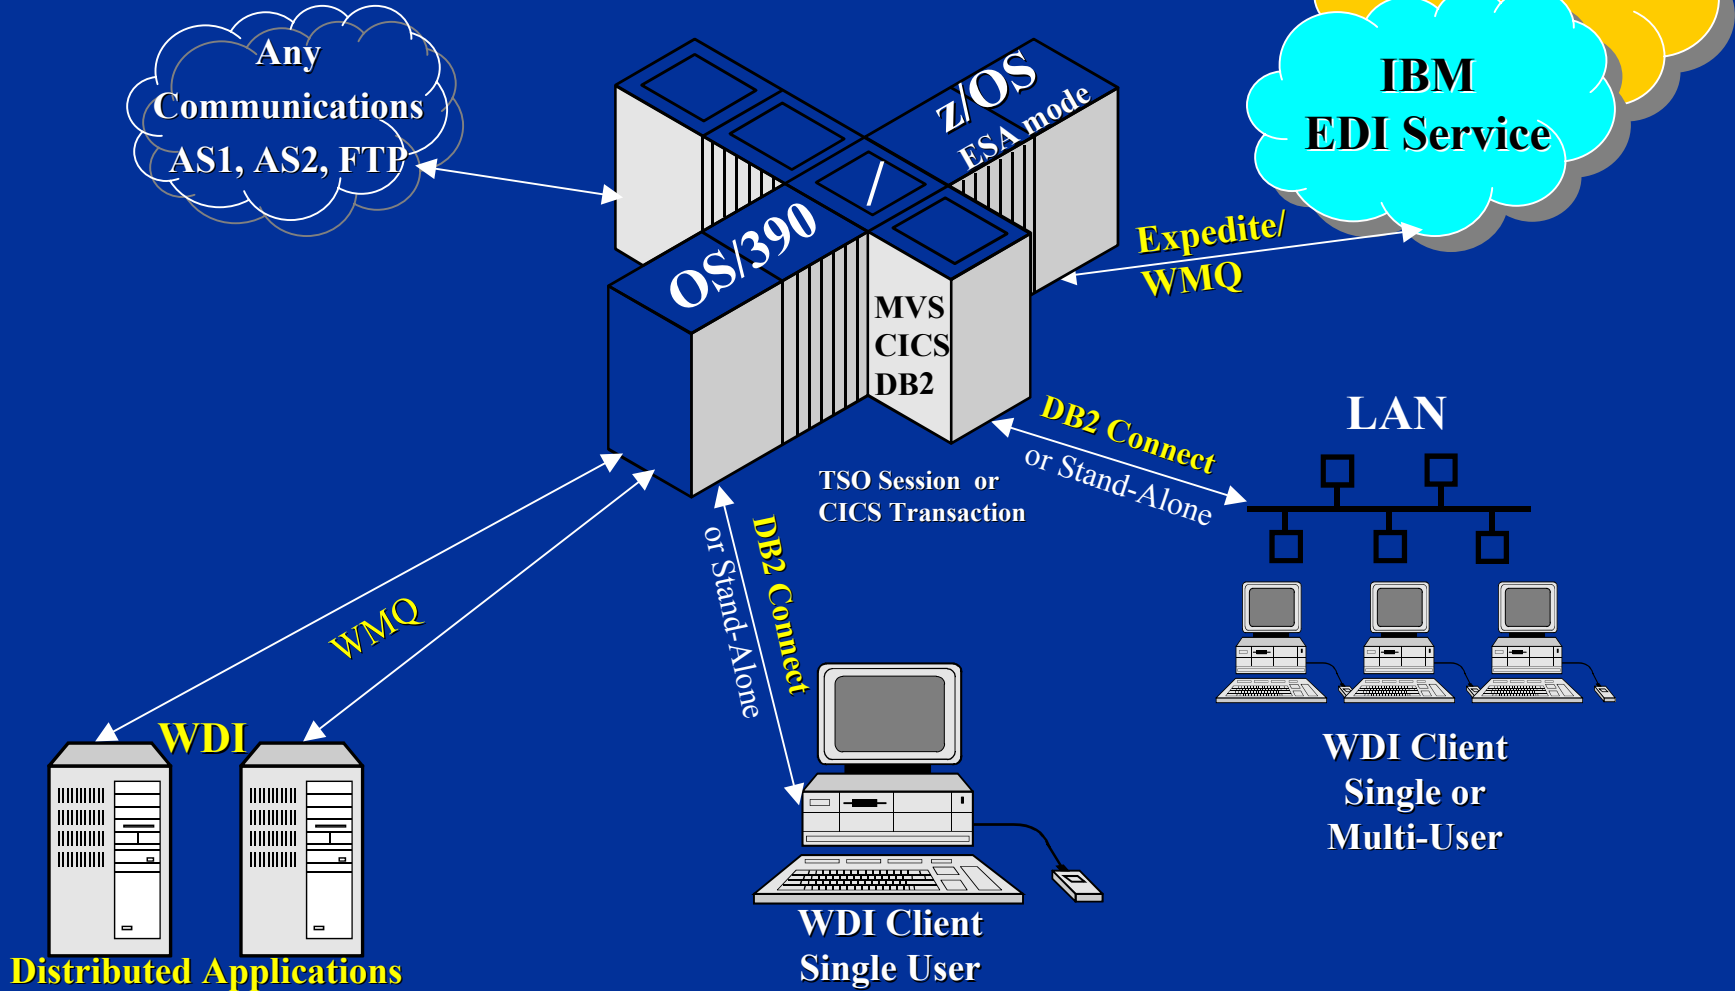 Any
Communications
AS1, AS2, FTP
z/OS
ESA mode
/
OS/390
IBM
EDI Service
Expedite/
WMQ
MVS
CICS
DB2
DB2 Connect
or Stand-Alone
LAN
TSO Session or
CICS Transaction
DB2 Connect
or Stand-Alone
WMQ
WDI
WDI Client
Single or
Multi-User
WDI Client
Single User
Distributed Applications